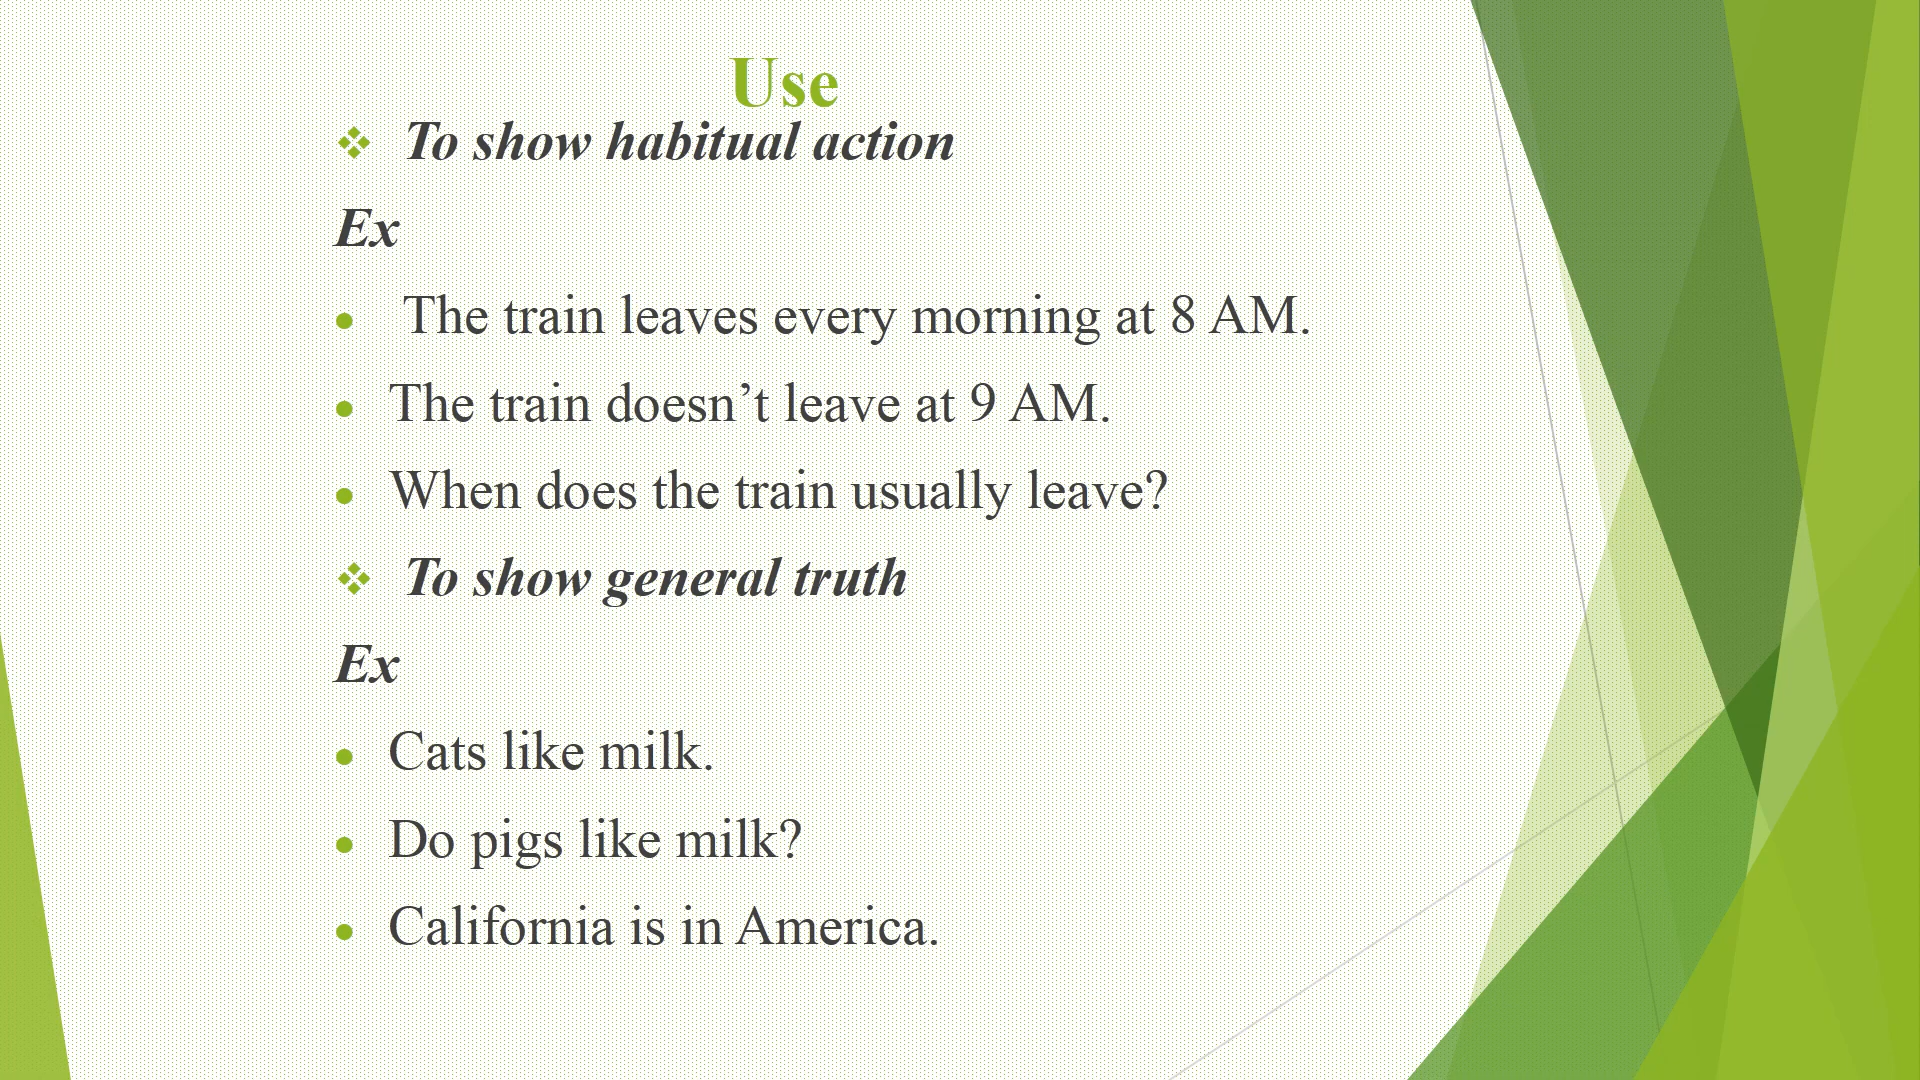 Use
❖ To show habitual action
Ex
● The train leaves every morning at 8 AM.
● The train doesn’t leave at 9 AM.
● When does the train usually leave?
❖ To show general truth
Ex
● Cats like milk.
● Do pigs like milk?
● California is in America.